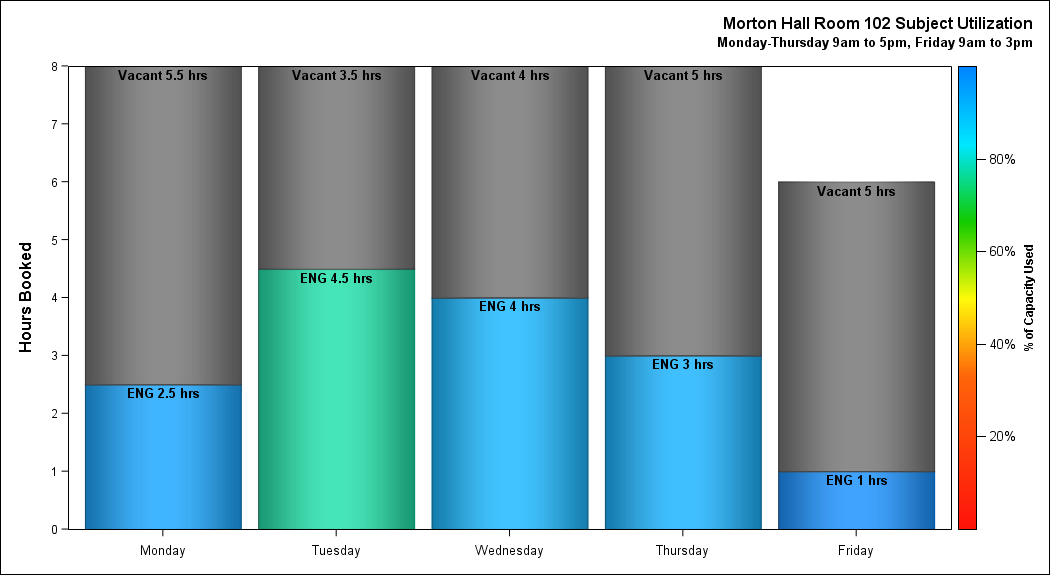 Morton Hall Room 102 Subject Utilization
Monday-Thursday 9am to 5pm, Friday 9am to 3pm
Hours Booked
8
7
6
5
4
3
2
1
0
Vacant 5.5 hrs
ENG 2.5 hrs
Vacant 3.5 hrs
ENG 4.5 hrs
Vacant 4 hrs
ENG 4 hrs
Vacant 5 hrs
ENG 3 hrs
Vacant 5 hrs
ENG 1 hrs
Monday
Tuesday
Wednesday
Thursday
Friday
80%
60%
40%
20%
% of Capacity Used